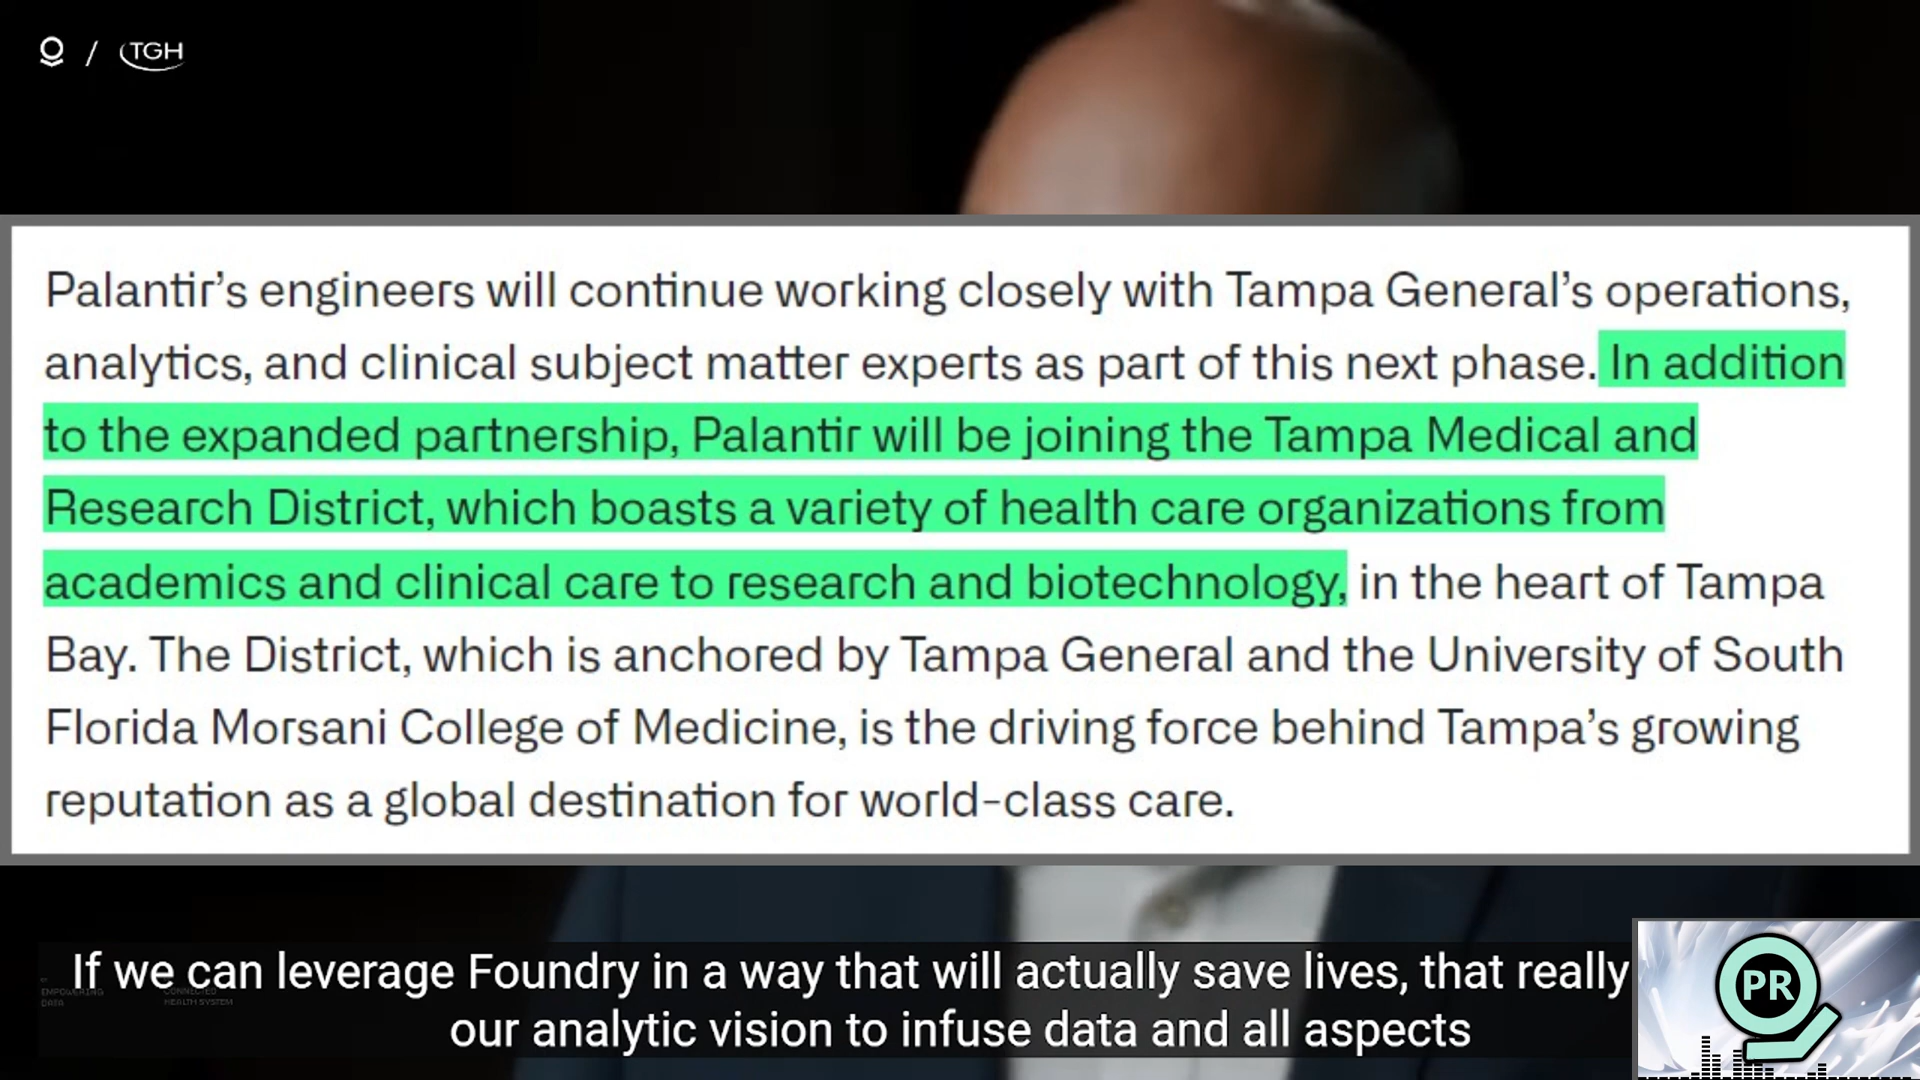 TGH
Palantir’s engineers will continue working closely with Tampa General’s operations,
analytics, and clinical subject matter experts as part of this next phase. In addition
to the expanded partnership, Palantir will be joining the Tampa Medical and
Research District, which boasts a variety of health care organizations from
academics and clinical care to research and biotechnology, in the heart of Tampa
Bay. The District, which is anchored by Tampa General and the University of South
Florida Morsani College of Medicine, is the driving force behind Tampa’s growing
reputation as a global destination for world-class care.
If we can leverage Foundry in a way that will actually save lives, that really
our analytic vision to infuse data and all aspects
EMPOWERING
DATA
CONNECTED
HEALTH SYSTEM
PR